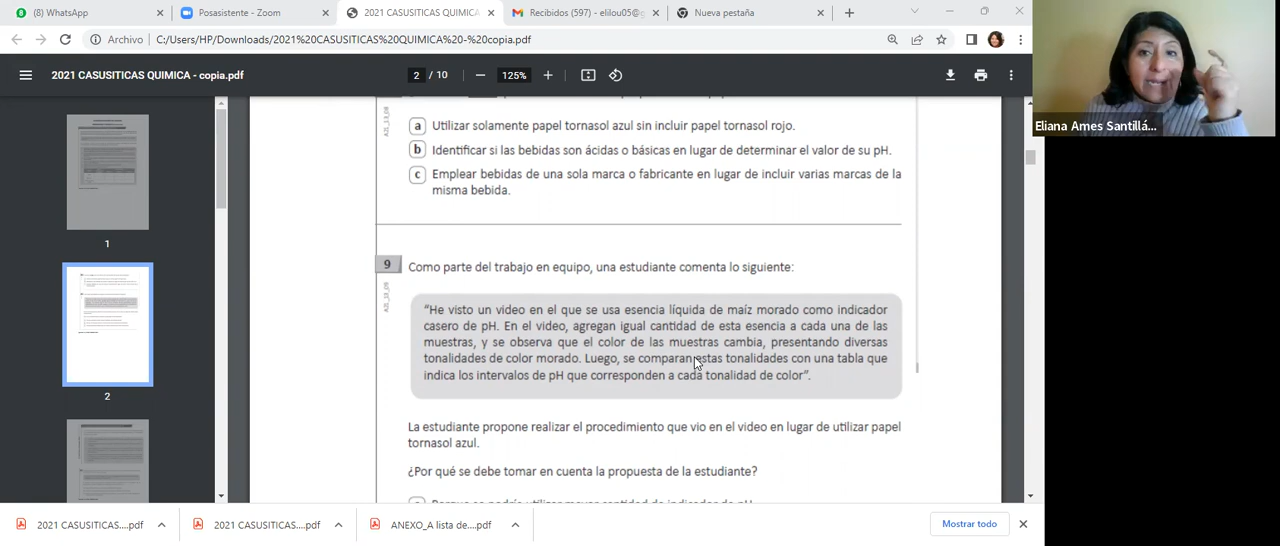 (8) WhatsApp
Posasistente - Zoom
2021 CASUSITICAS QUIMICA
Recibidos (597) - elilou05@g
Nueva pestaña
Archivo
C:/Users/HP/Downloads/2021%20CASUSITICAS%20QUIMICA%20-%20copia.pdf
2021 CASUSITICAS QUIMICA - copia.pdf
2 / 10
125%
Eliana Ames Santillá...
1
2
a Utilizar solamente papel tornasol azul sin incluir papel tornasol rojo.
b Identificar si las bebidas son ácidas o básicas en lugar de determinar el valor de su pH.
c Emplear bebidas de una sola marca o fabricante en lugar de incluir varias marcas de la
misma bebida.
9 Como parte del trabajo en equipo, una estudiante comenta lo siguiente:
“He visto un video en el que se usa esencia líquida de maíz morado como indicador
casero de pH. En el video, agregan igual cantidad de esta esencia a cada una de las
muestras, y se observa que el color de las muestras cambia, presentando diversas
tonalidades de color morado. Luego, se comparan estas tonalidades con una tabla que
indica los intervalos de pH que corresponden a cada tonalidad de color”.
La estudiante propone realizar el procedimiento que vio en el video en lugar de utilizar papel
tornasol azul.
¿Por qué se debe tomar en cuenta la propuesta de la estudiante?
2021 CASUSITICAS....pdf
2021 CASUSITICAS....pdf
ANEXO_A lista de....pdf
Mostrar todo